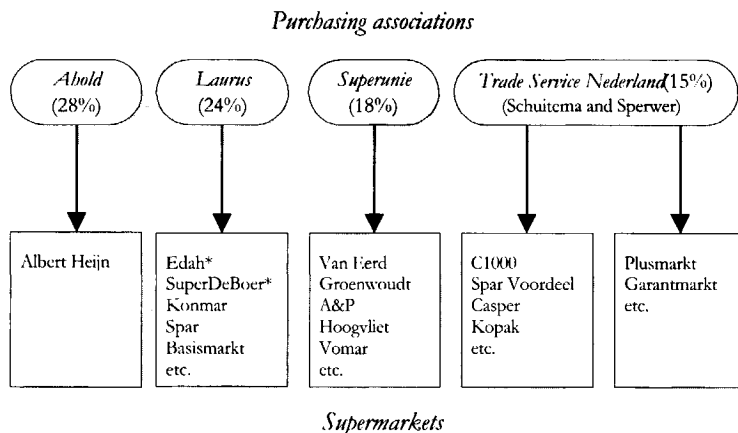 Purchasing associations
Ahold
(28%)
Laurus
(24%)
Superunie
(18%)
Trade Service Nederland(15%)
(Schuitema and Sperwer)
Albert Heijn
Edah*
SuperDeBoer*
Konmar
Spar
Basismarkt
etc.
Van Eerd
Groenwoudt
A&P
Hoogvliet
Vomar
etc.
C1000
Spar Voordeel
Casper
Kopak
etc.
Plusmarkt
Garantmarkt
etc.
Supermarkets